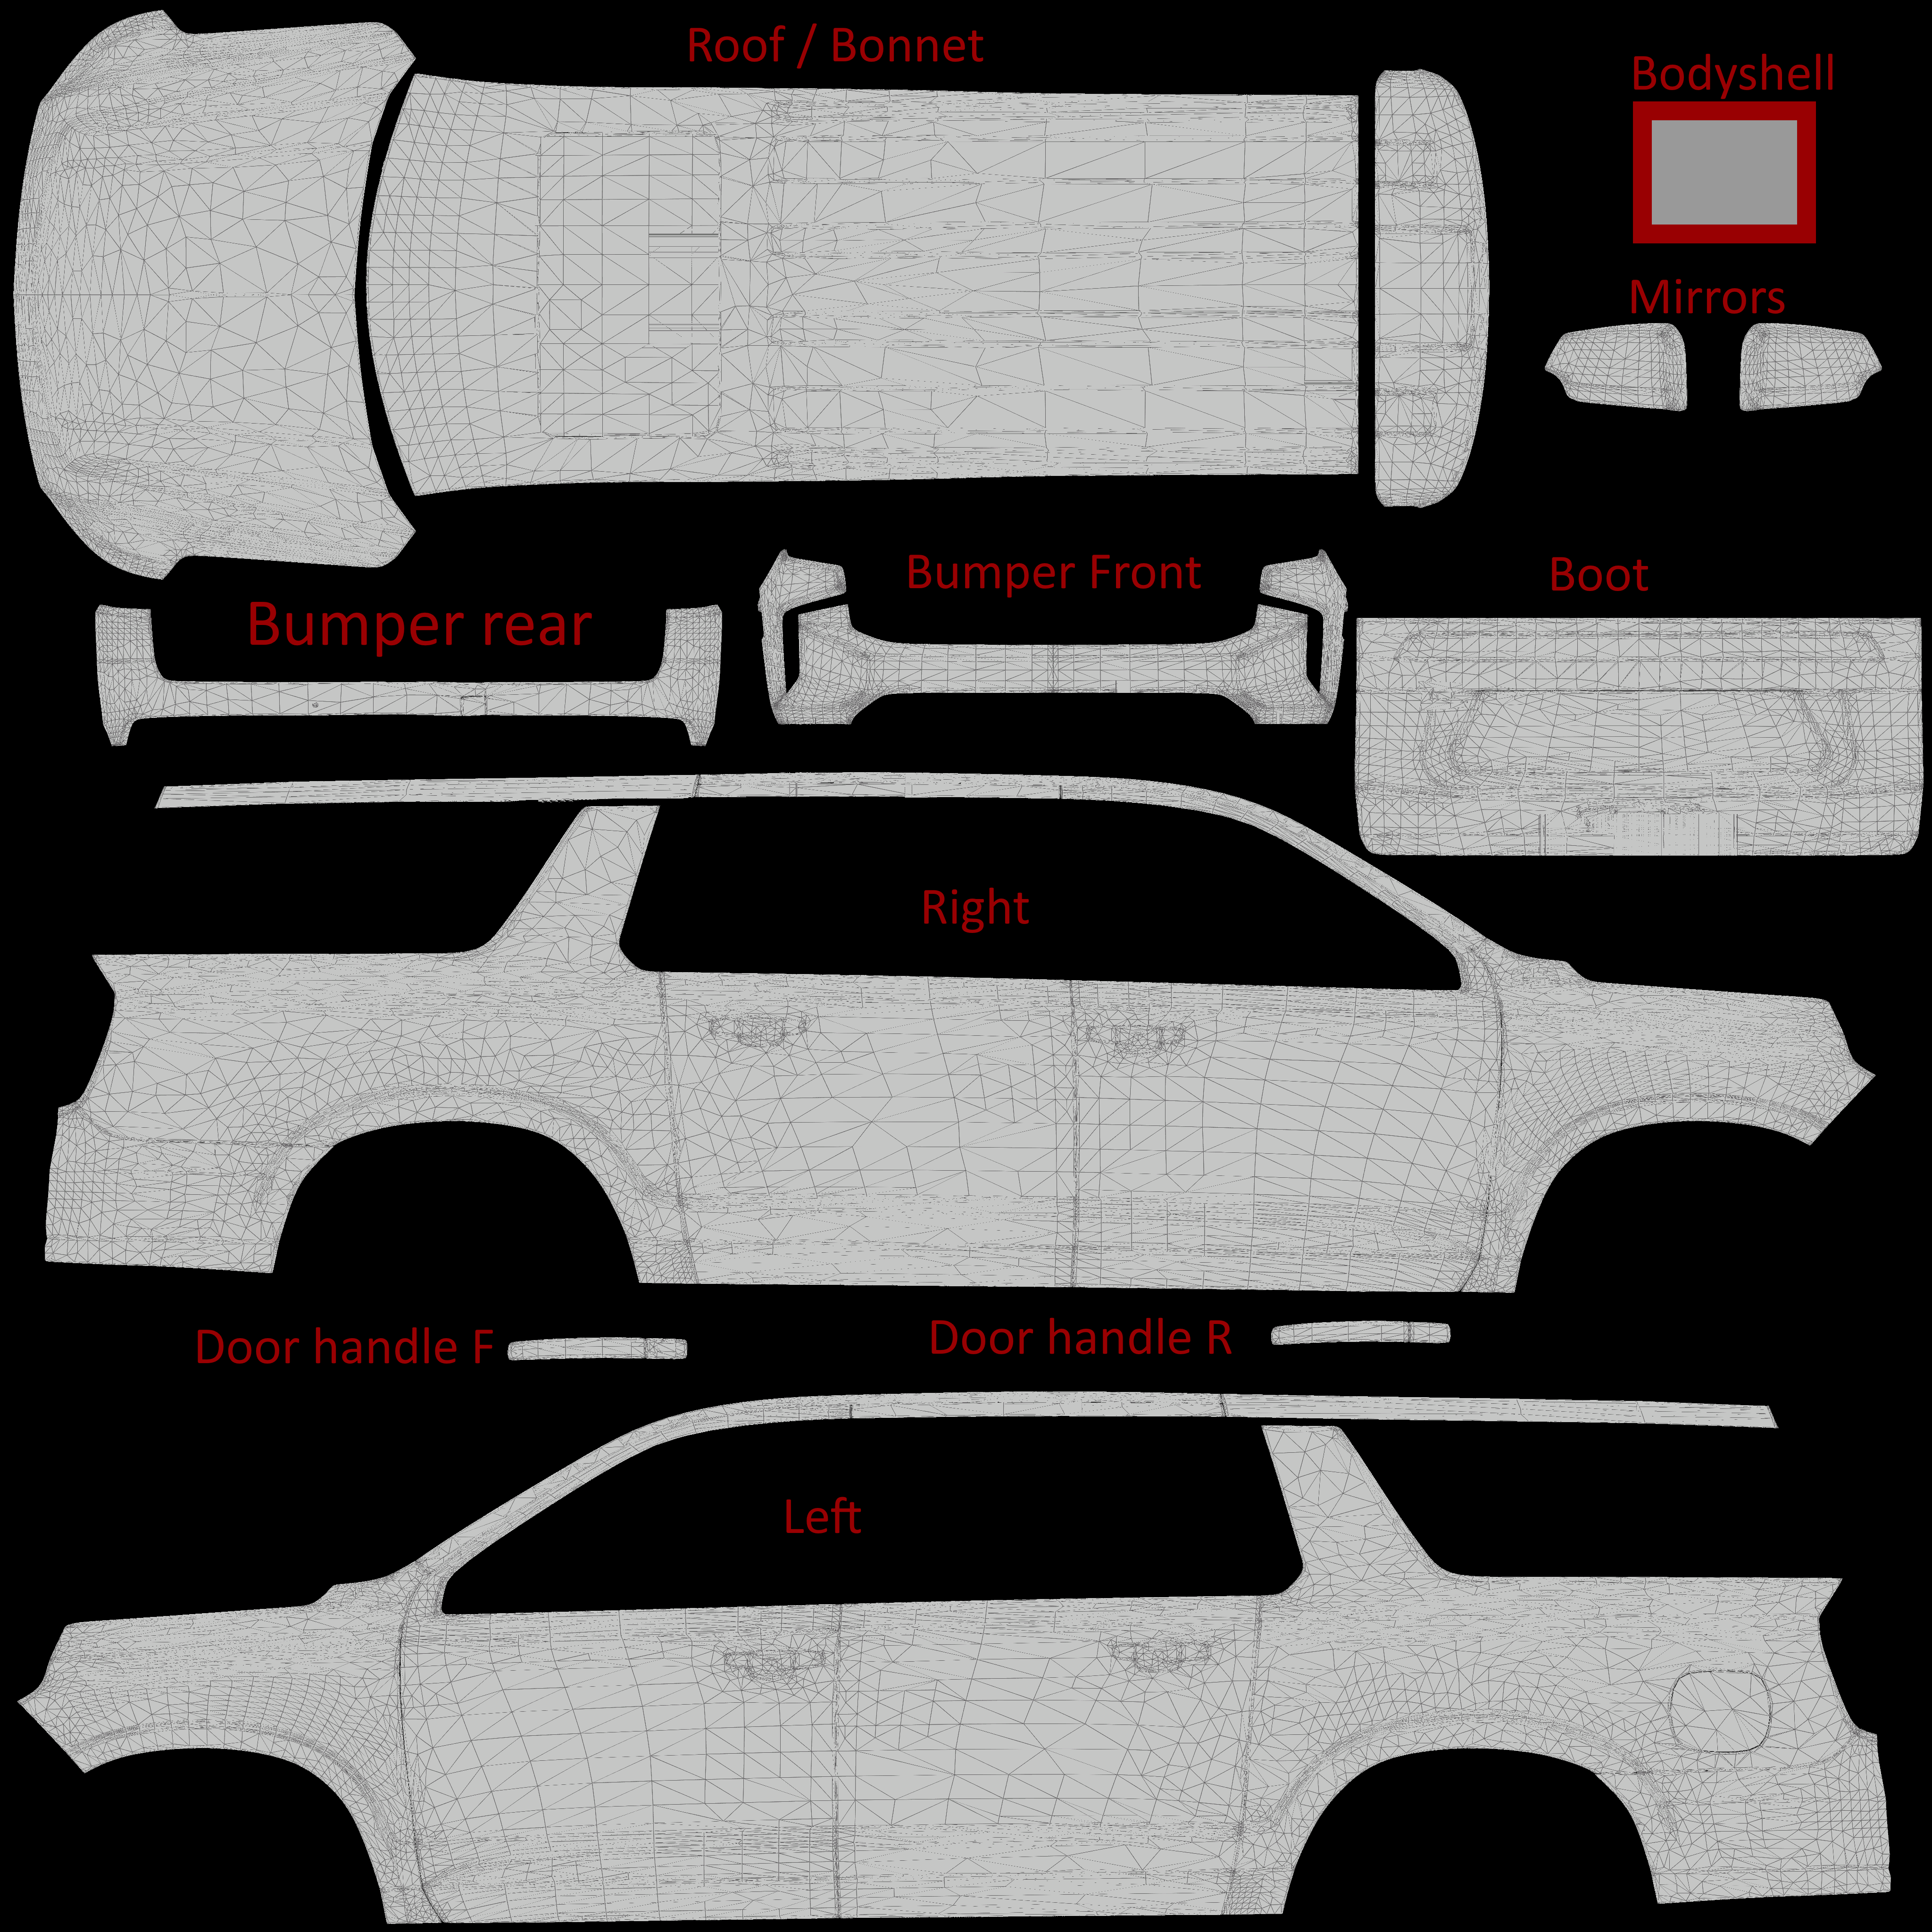 Roof / Bonnet
Bodyshell
Mirrors
Bumper Front
Boot
Bumper rear
Right
Door handle F
Door handle R
Left